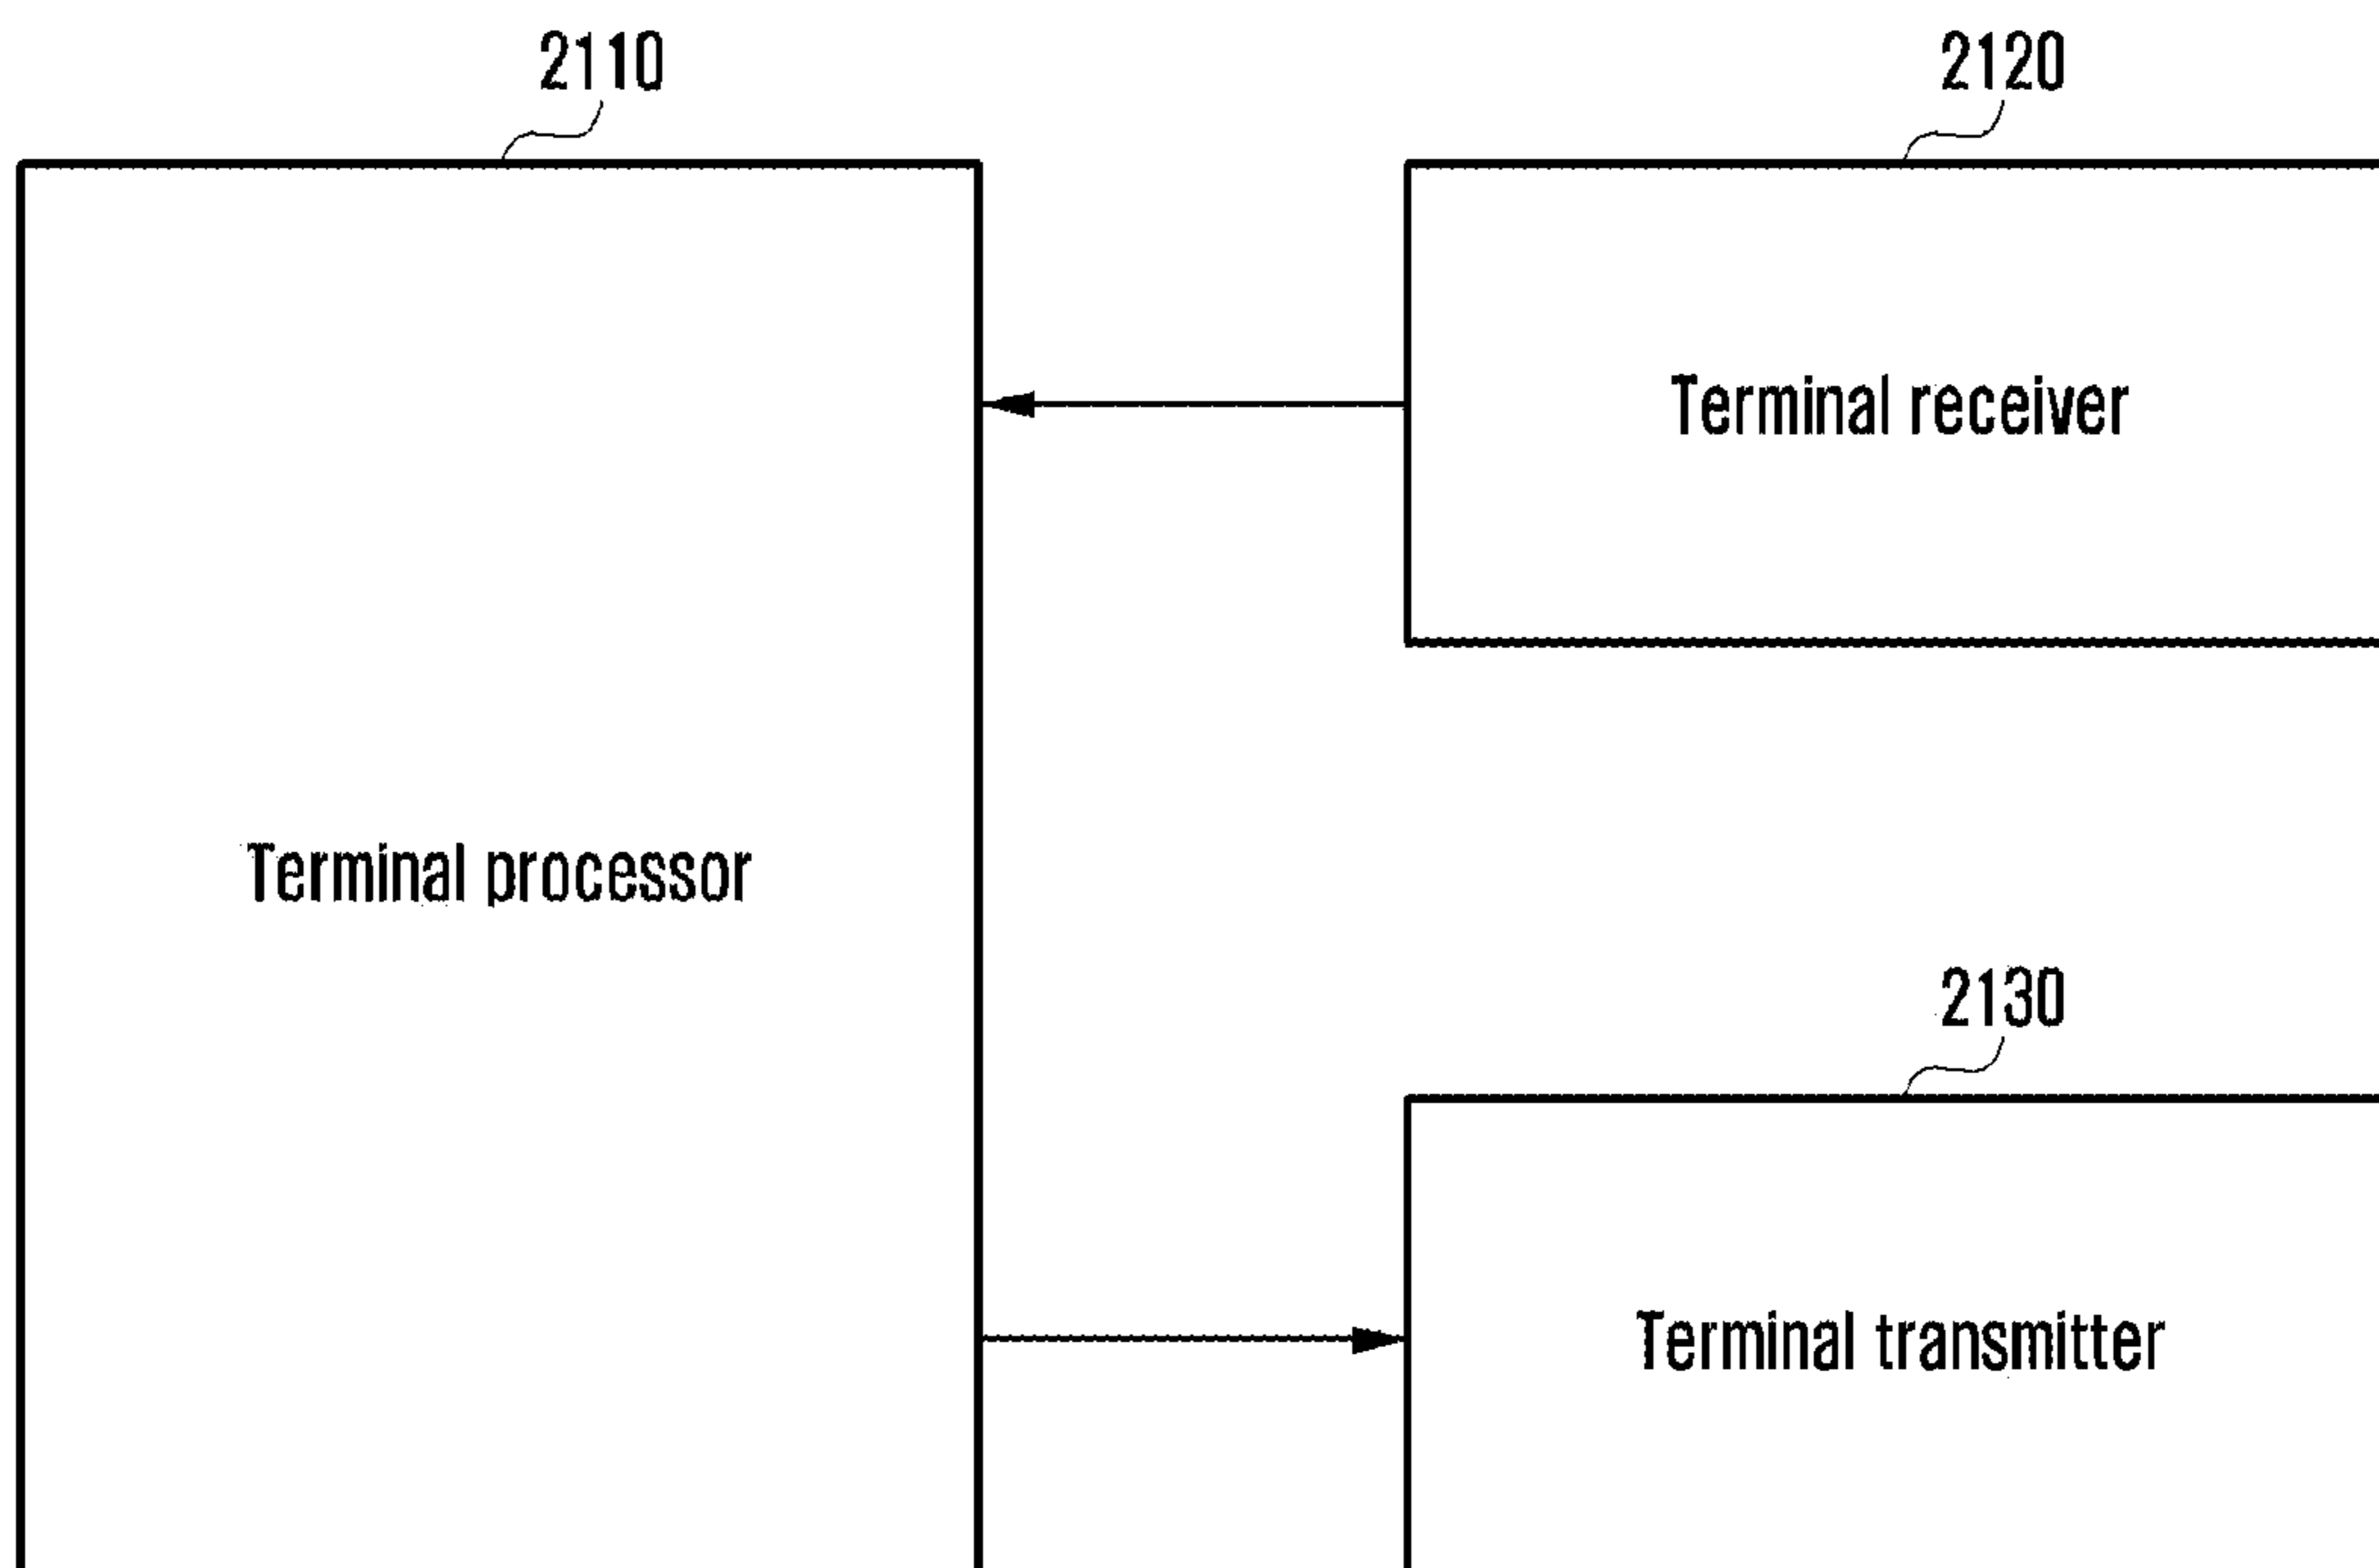 2110
2120
Terminal receiver
Terminal processor
2130
Terminal transmitter